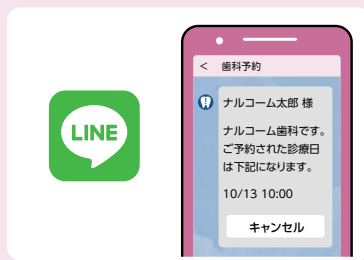 LINE
< 歯科予約
ナルコーム太郎 様
ナルコーム歯科です。
ご予約された診療日
は下記になります。
10/13 10:00
キャンセル